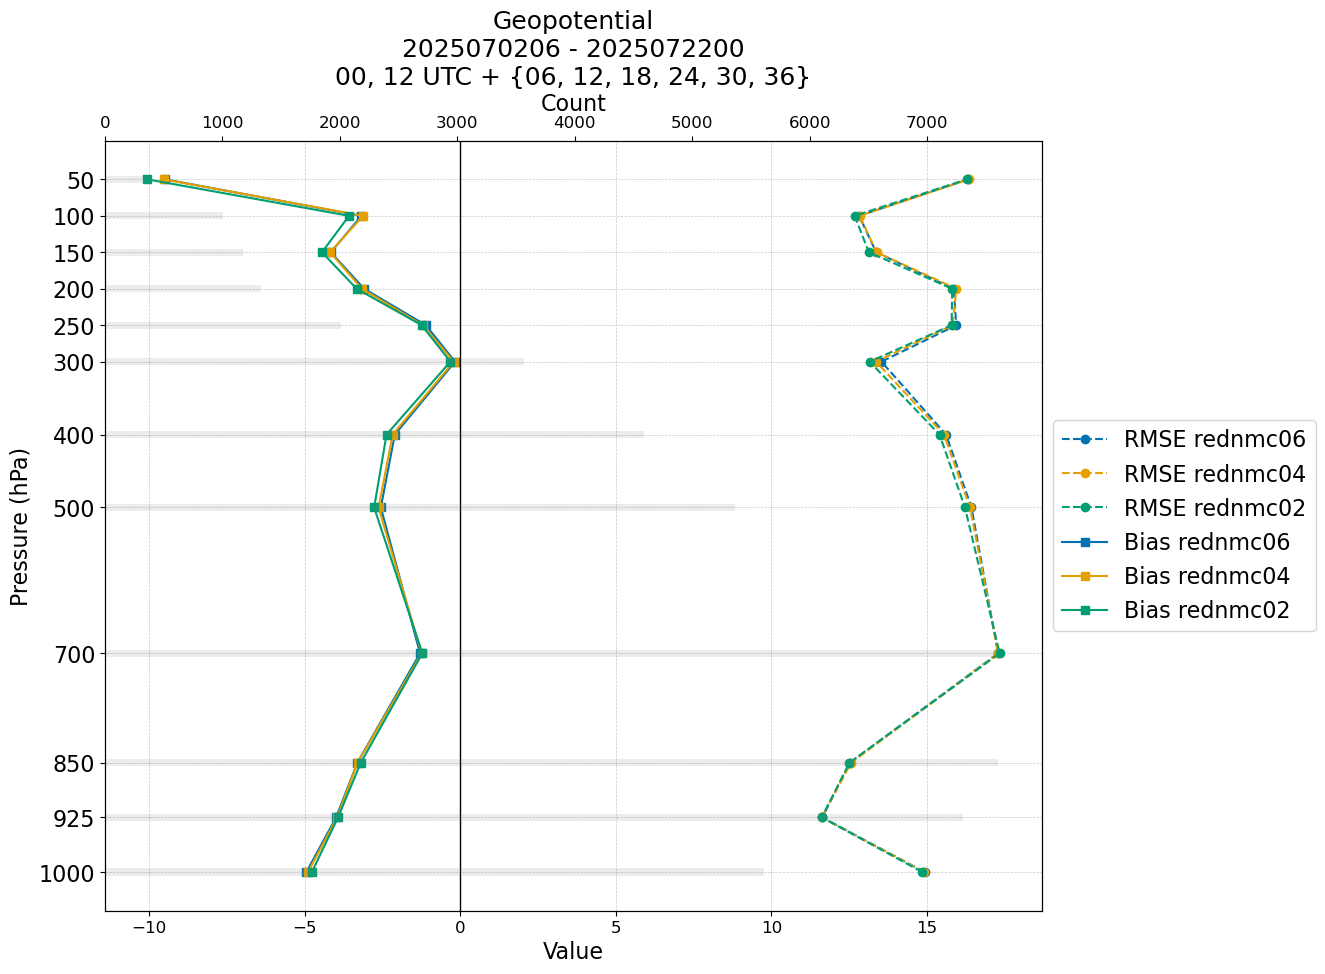 Geopotential
2025070206 - 2025072200
00, 12 UTC + {06, 12, 18, 24, 30, 36}
Count
0 1000 2000 3000 4000 5000 6000 7000
50
100
150
200
250
300
400
500
700
850
925
1000
Pressure (hPa)
−10 −5 0 5 10 15
Value
RMSE rednmc06
RMSE rednmc04
RMSE rednmc02
Bias rednmc06
Bias rednmc04
Bias rednmc02